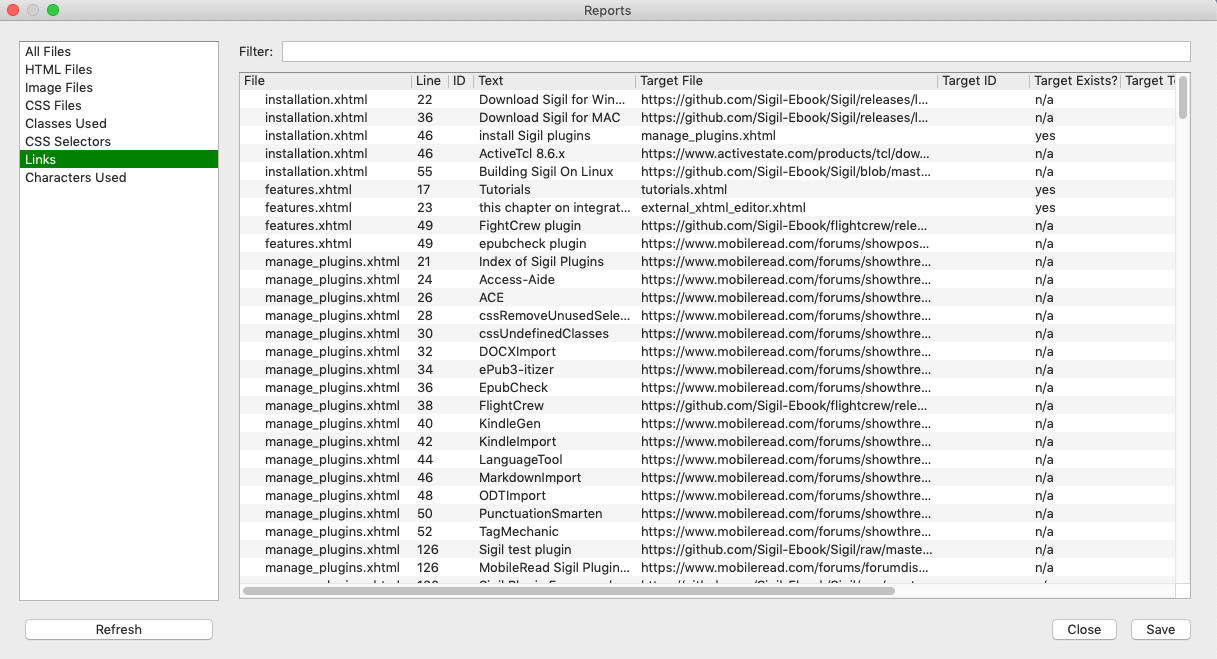 Reports
All Files
HTML Files
Image Files
CSS Files
Classes Used
CSS Selectors
Links
Characters Used
Refresh
Filter:
File Line ID Text Target File Target ID Target Exists? Target
installation.xhtml 22 Download Sigil for Win... https://github.com/Sigil-Ebook/Sigil/releases/l... n/a
installation.xhtml 36 Download Sigil for MAC https://github.com/Sigil-Ebook/Sigil/releases/l... n/a
installation.xhtml 46 install Sigil plugins manage_plugins.xhtml yes
installation.xhtml 46 ActiveTcl 8.6.x https://www.activestate.com/products/tcl/dow... n/a
installation.xhtml 55 Building Sigil On Linux https://github.com/Sigil-Ebook/Sigil/blob/mast... n/a
features.xhtml 17 Tutorials tutorials.xhtml yes
features.xhtml 23 this chapter on integrat... external_xhtml_editor.xhtml yes
features.xhtml 49 FightCrew plugin https://github.com/Sigil-Ebook/flightcrew/rele... n/a
features.xhtml 49 epubcheck plugin https://www.mobileread.com/forums/showpos... n/a
manage_plugins.xhtml 21 Index of Sigil Plugins https://www.mobileread.com/forums/showthre... n/a
manage_plugins.xhtml 24 Access-Aide https://www.mobileread.com/forums/showthre... n/a
manage_plugins.xhtml 26 ACE https://www.mobileread.com/forums/showthre... n/a
manage_plugins.xhtml 28 cssRemoveUnusedSele... https://www.mobileread.com/forums/showthre... n/a
manage_plugins.xhtml 30 cssUndefinedClasses https://www.mobileread.com/forums/showthre... n/a
manage_plugins.xhtml 32 DOCXImport https://www.mobileread.com/forums/showthre... n/a
manage_plugins.xhtml 34 ePub3-itizer https://www.mobileread.com/forums/showthre... n/a
manage_plugins.xhtml 36 EpubCheck https://www.mobileread.com/forums/showthre... n/a
manage_plugins.xhtml 38 FlightCrew https://github.com/Sigil-Ebook/flightcrew/rele... n/a
manage_plugins.xhtml 40 KindleGen https://www.mobileread.com/forums/showthre... n/a
manage_plugins.xhtml 42 KindleImport https://www.mobileread.com/forums/showthre... n/a
manage_plugins.xhtml 44 LanguageTool https://www.mobileread.com/forums/showthre... n/a
manage_plugins.xhtml 46 MarkdownImport https://www.mobileread.com/forums/showthre... n/a
manage_plugins.xhtml 48 ODTImport https://www.mobileread.com/forums/showthre... n/a
manage_plugins.xhtml 50 PunctuationSmarten https://www.mobileread.com/forums/showthre... n/a
manage_plugins.xhtml 52 TagMechanic https://www.mobileread.com/forums/showthre... n/a
manage_plugins.xhtml 126 Sigil test plugin https://github.com/Sigil-Ebook/Sigil/raw/maste... n/a
manage_plugins.xhtml 126 MobileRead Sigil Plugin... https://www.mobileread.com/forums/forumdis... n/a
Close Save